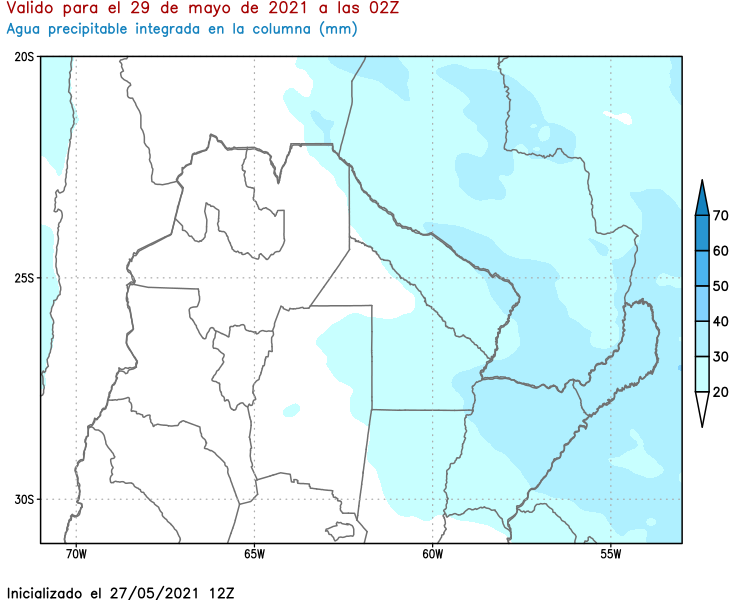 Valido para el 29 de mayo de 2021 a las 02Z
Agua precipitable integrada en la columna (mm)
20S
25S
30S
70W
65W
60W
55W
70
60
50
40
30
20
Inicializado el 27/05/2021 12Z